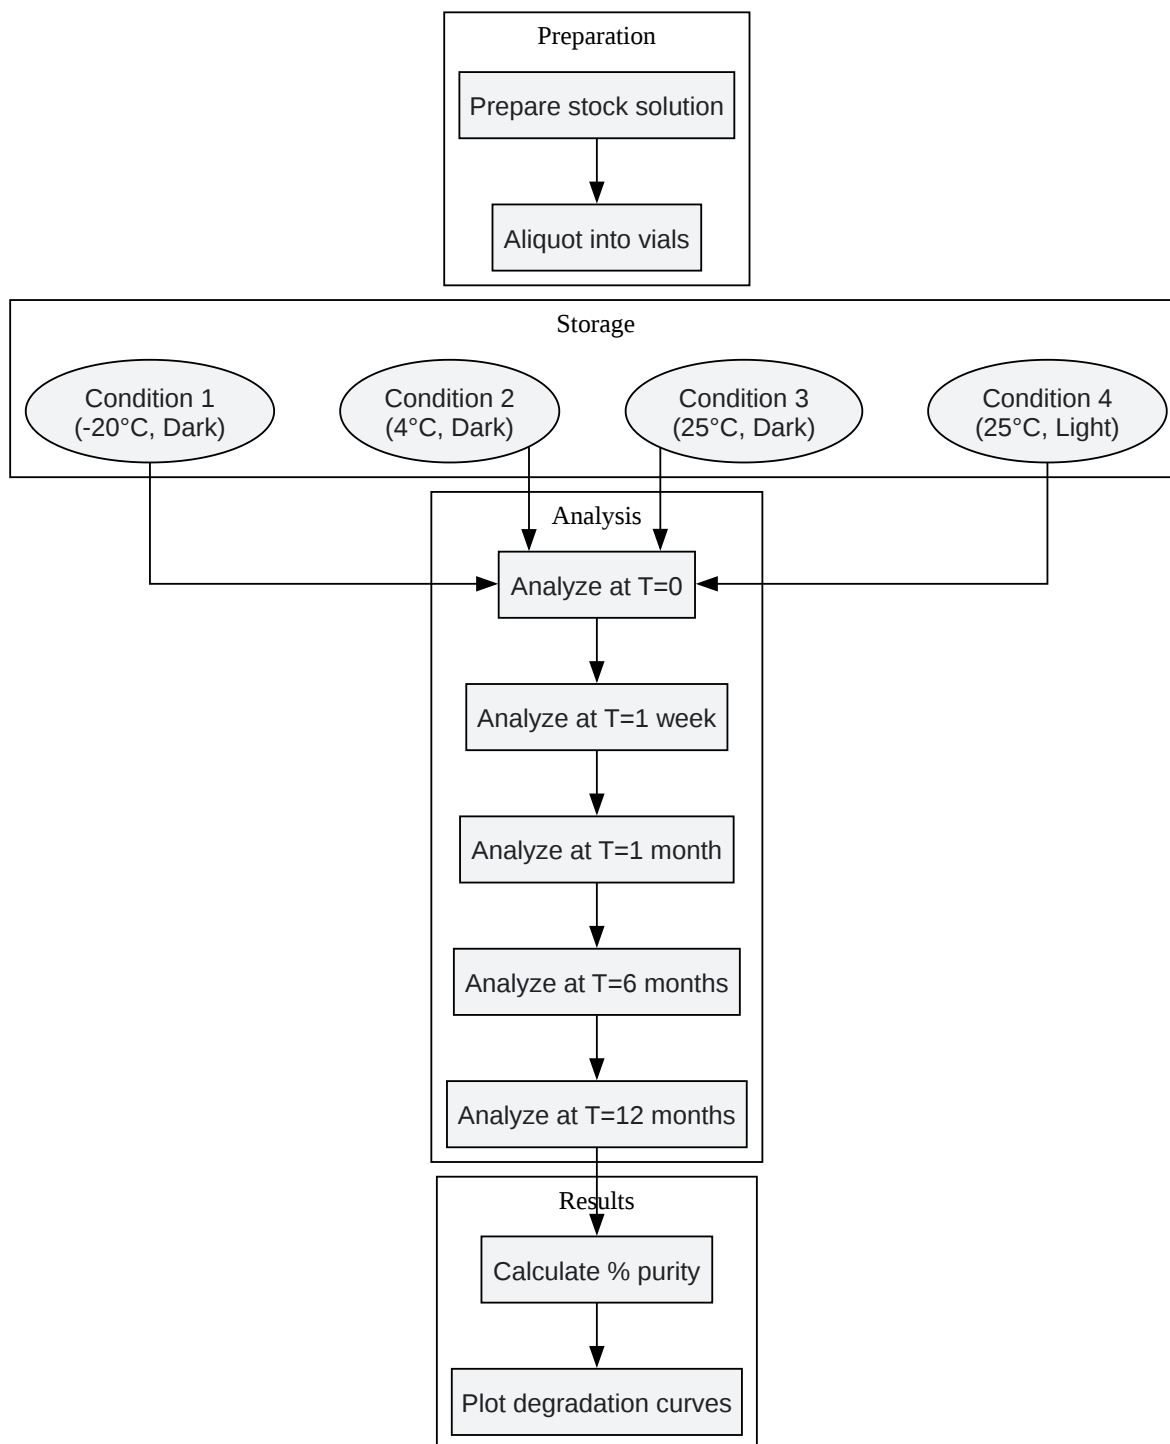 Preparation
Prepare stock solution
Aliquot into vials
Storage
Condition 1
(-20°C, Dark)
Condition 2
(4°C, Dark)
Condition 3
(25°C, Dark)
Condition 4
(25°C, Light)
Analysis
Analyze at T=0
Analyze at T=1 week
Analyze at T=1 month
Analyze at T=6 months
Analyze at T=12 months
Results
Calculate % purity
Plot degradation curves